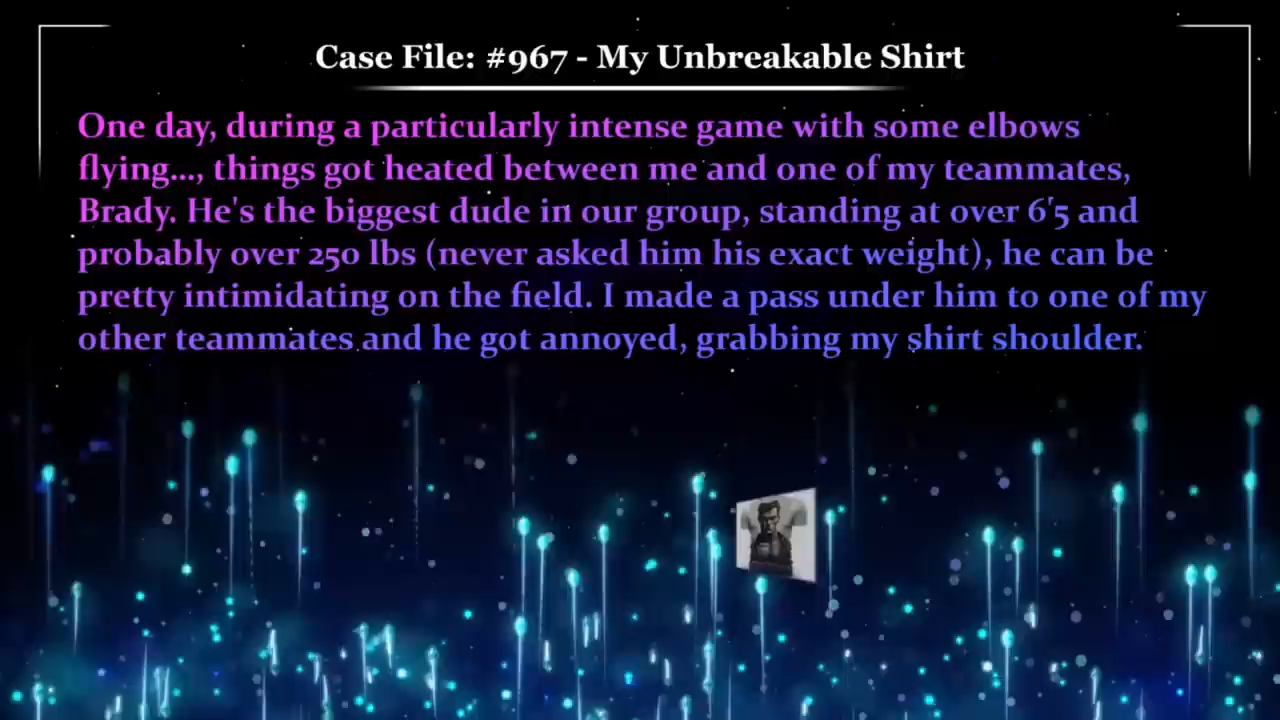 Case File: #967 - My Unbreakable Shirt
One day, during a particularly intense game with some elbows
flying..., things got heated between me and one of my teammates,
Brady. He's the biggest dude in our group, standing at over 6'5 and
probably over 250 lbs (never asked him his exact weight), he can be
pretty intimidating on the field. I made a pass under him to one of my
other teammates and he got annoyed, grabbing my shirt shoulder.